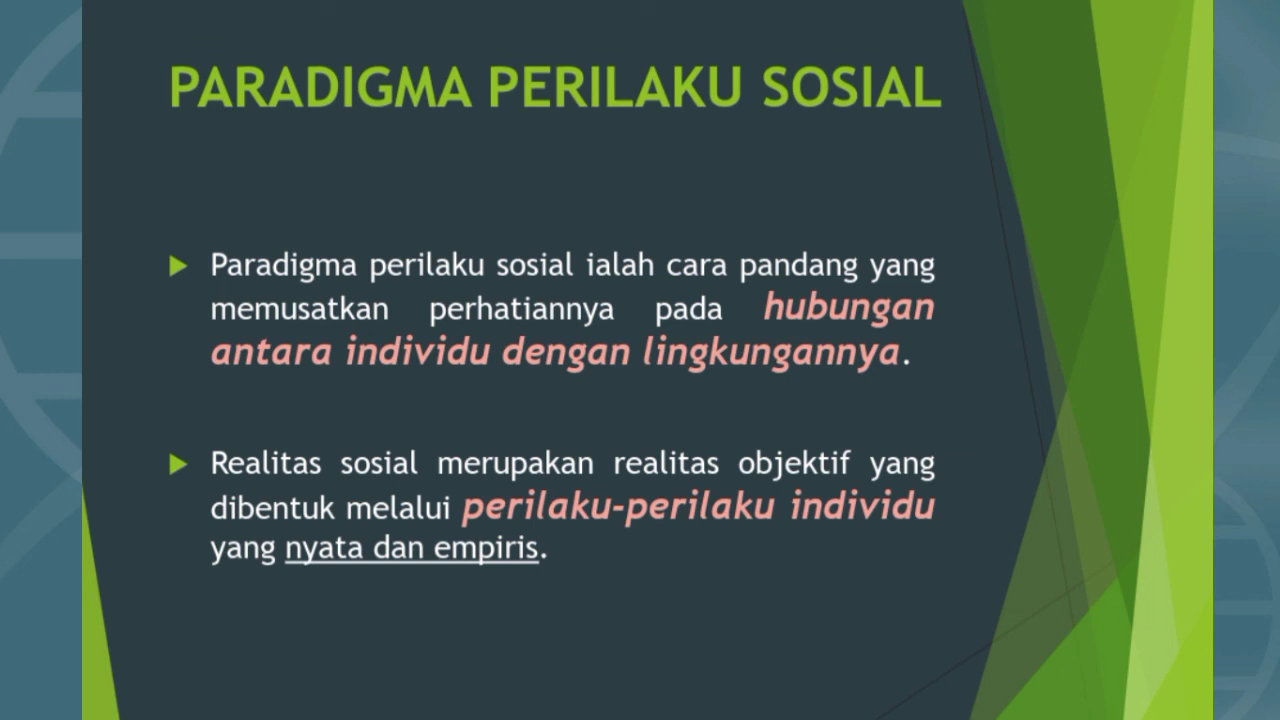 PARADIGMA PERILAKU SOSIAL
Paradigma perilaku sosial ialah cara pandang yang
memusatkan perhatiannya pada hubungan
antara individu dengan lingkungannya.
Realitas sosial merupakan realitas objektif yang
dibentuk melalui perilaku-perilaku individu
yang nyata dan empiris.